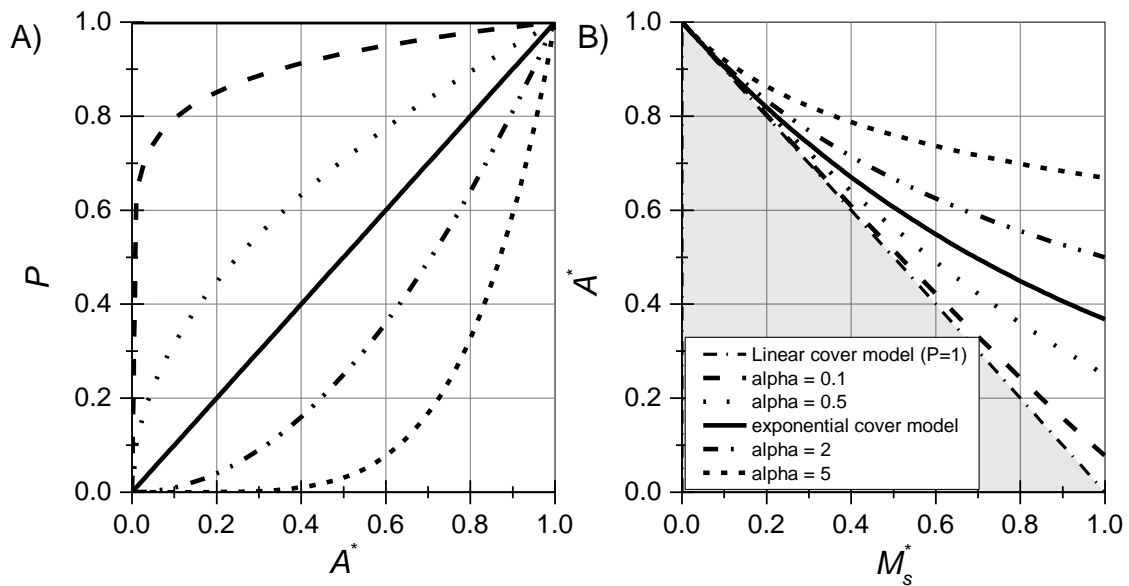 A)
1.0
0.8
0.6
0.4
0.2
0.0
P
0.0 0.2 0.4 0.6 0.8 1.0
A*
B)
1.0
0.8
0.6
0.4
0.2
0.0
A*
Linear cover model (P=1)
alpha = 0.1
alpha = 0.5
exponential cover model
alpha = 2
alpha = 5
0.0 0.2 0.4 0.6 0.8 1.0
M*s